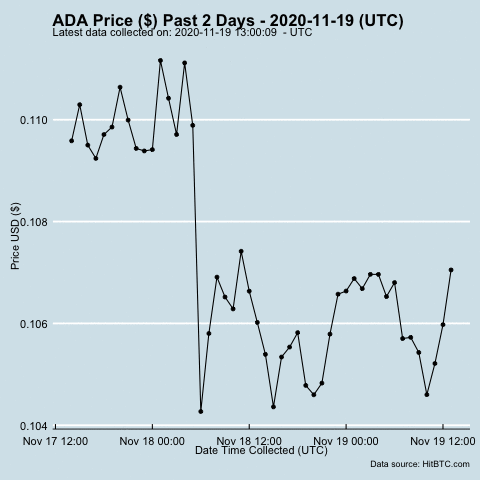 ADA Price ($) Past 2 Days - 2020-11-19 (UTC)
Latest data collected on: 2020-11-19 13:00:09 - UTC
0.110
0.108
0.106
0.104
Price USD ($)
Nov 17 12:00 Nov 18 00:00 Nov 18 12:00 Nov 19 00:00 Nov 19 12:00
Date Time Collected (UTC)
Data source: HitBTC.com